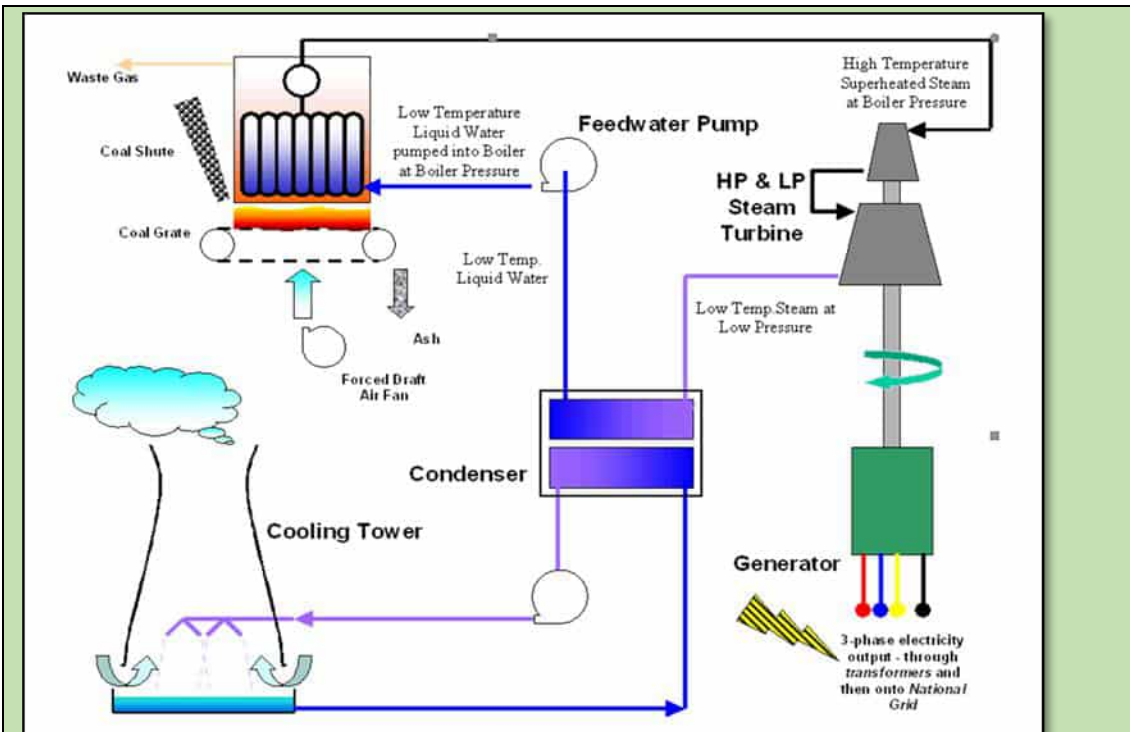 Waste Gas
Coal Shute
Coal Grate
Low Temperature
Liquid Water
pumped into Boiler
at Boiler Pressure
Feedwater Pump
High Temperature
Superheated Steam
at Boiler Pressure
HP & LP
Steam
Turbine
Low Temp.
Liquid Water
Low Temp.Steam at
Low Pressure
Ash
Forced Draft
Air Fan
Condenser
Cooling Tower
Generator
3-phase electricity
output - through
transformers and
then onto National
Grid